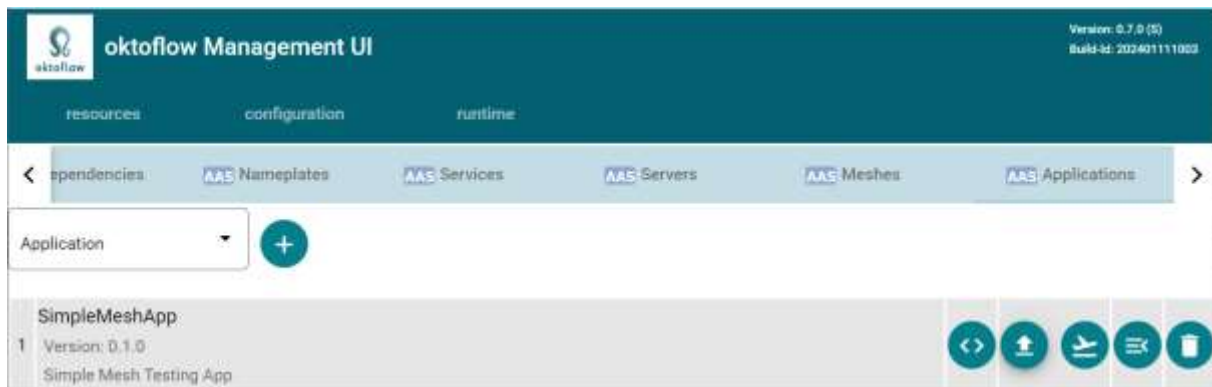 oktoflow
oktoflow Management UI
Version: 0.7.0 (S)
Build-Id: 202401111003
resources configuration runtime
ependencies AAS Nameplates AAS Services AAS Servers AAS Meshes AAS Applications
Application
SimpleMeshApp
1 Version: 0.1.0
Simple Mesh Testing App